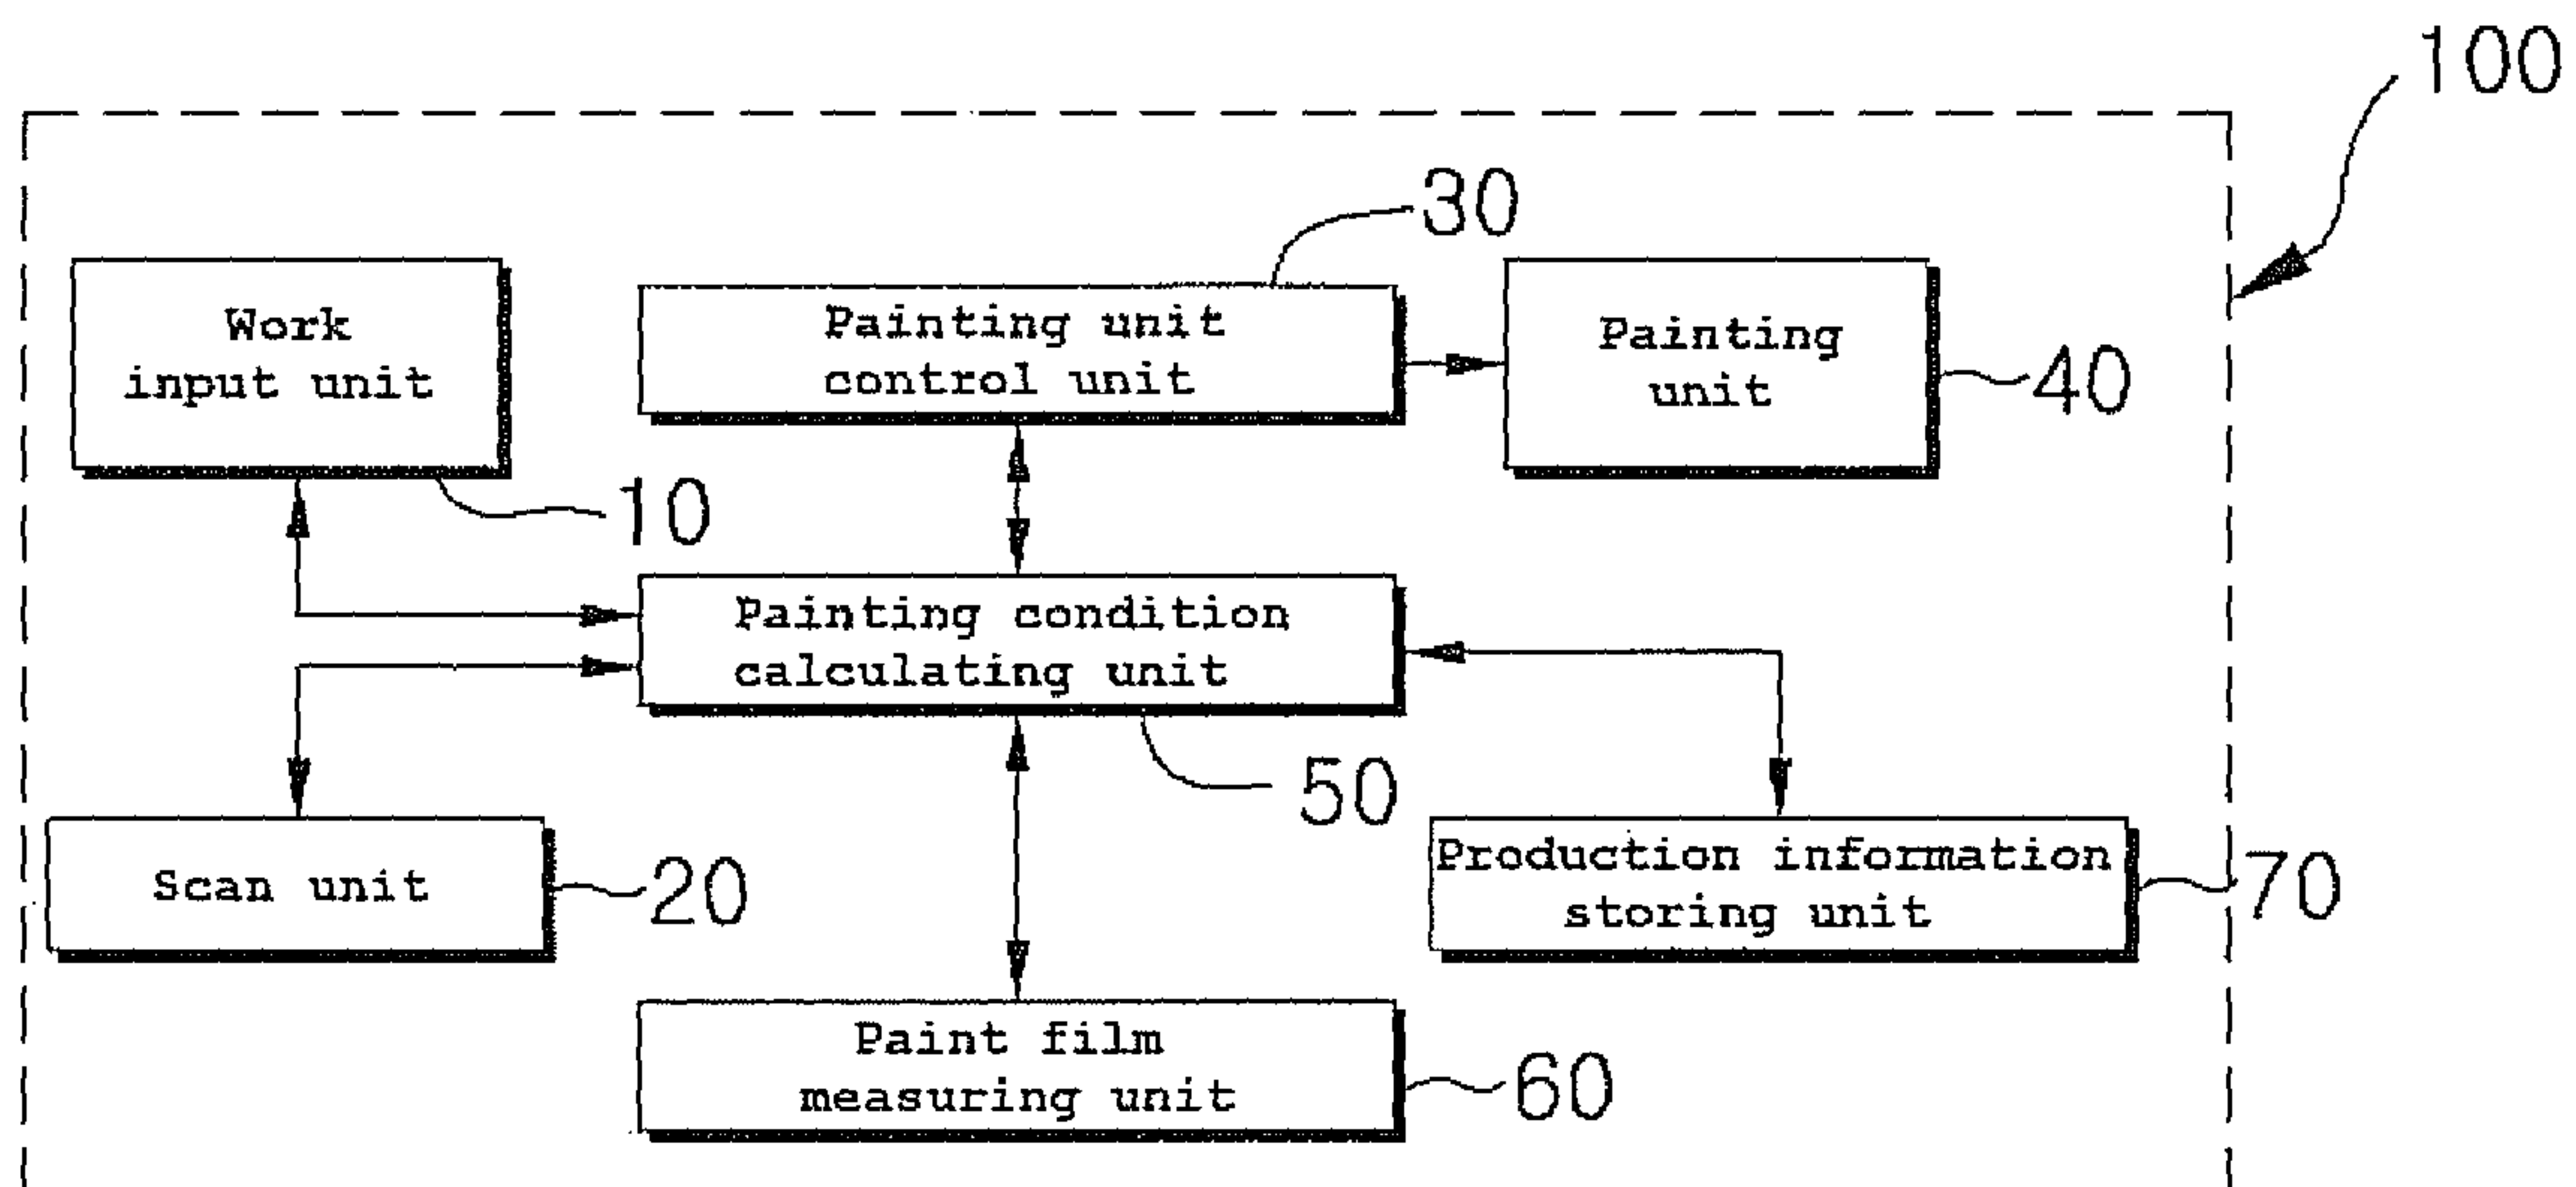 100
30
Work
input unit
Painting unit
control unit
Painting
unit
40
10
Painting condition
calculating unit
50
Scan unit
20
Production information
storing unit
70
Paint film
measuring unit
60